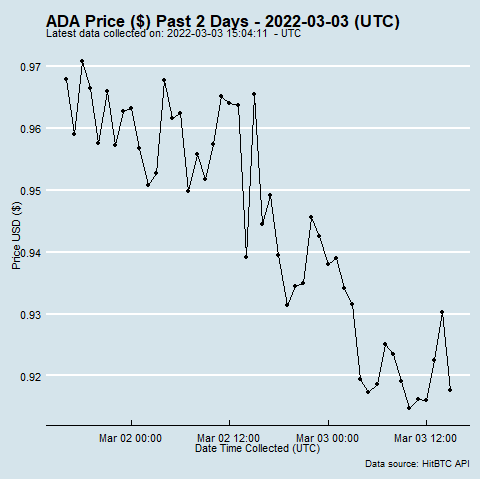 ADA Price ($) Past 2 Days - 2022-03-03 (UTC)
Latest data collected on: 2022-03-03 15:04:11 - UTC
0.97
0.96
0.95
0.94
0.93
0.92
Price USD ($)
Mar 02 00:00 Mar 02 12:00 Mar 03 00:00 Mar 03 12:00
Date Time Collected (UTC)
Data source: HitBTC API